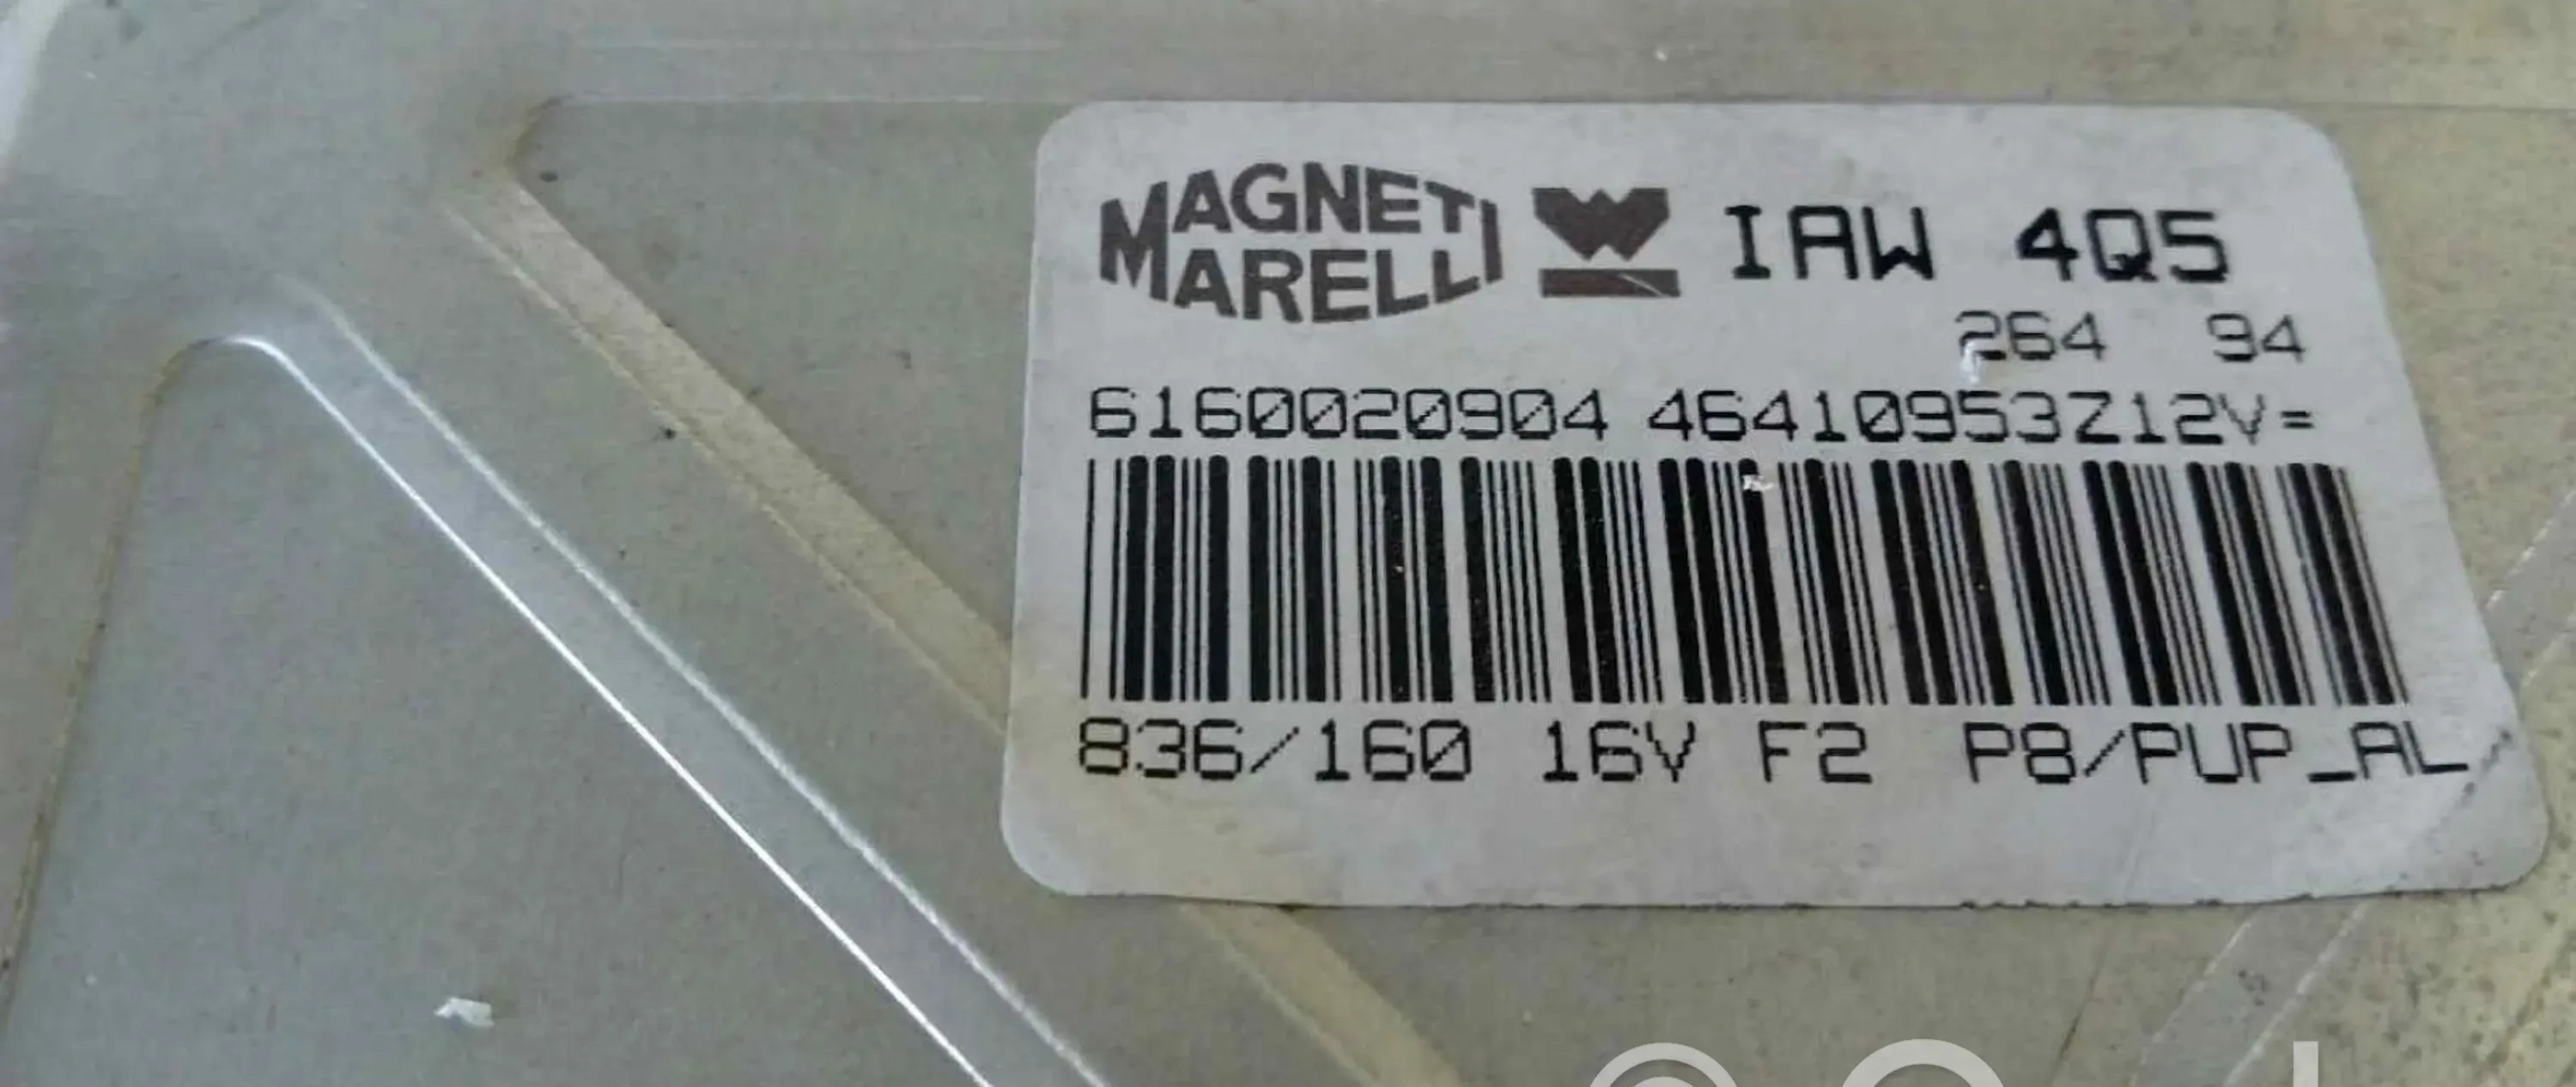 MAGNETI MARELLI W IAW 4Q5
264 94
6160020904 46410953Z12V=
836/160 16V F2 P8/PUP_AL